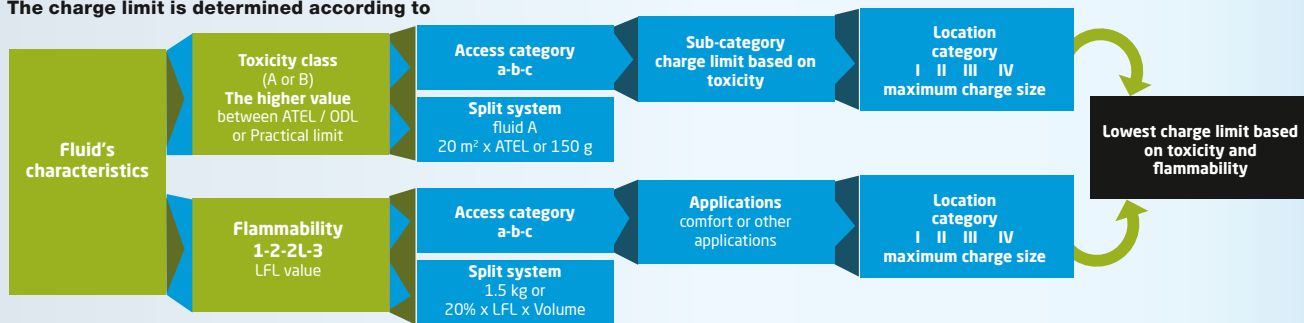 The charge limit is determined according to
Fluid's
characteristics
Toxicity class
(A or B)
The higher value
between ATEL / ODL
or Practical limit
Access category
a-b-c
Split system
fluid A
20 m² x ATEL or 150 g
Sub-category
charge limit based on
toxicity
Location
category
I II III IV
maximum charge size
Flammability
1-2-2L-3
LFL value
Access category
a-b-c
Split system
1.5 kg or
20% x LFL x Volume
Applications
comfort or other
applications
Location
category
I II III IV
maximum charge size
Lowest charge limit based
on toxicity and
flammability